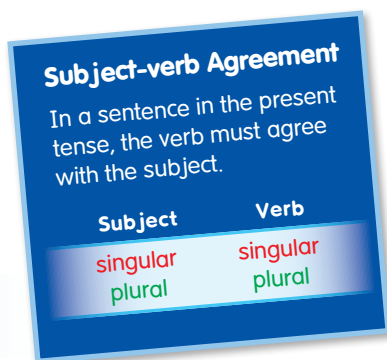 Subject-verb Agreement
In a sentence in the present
tense, the verb must agree
with the subject.
Subject Verb
singular singular
plural plural